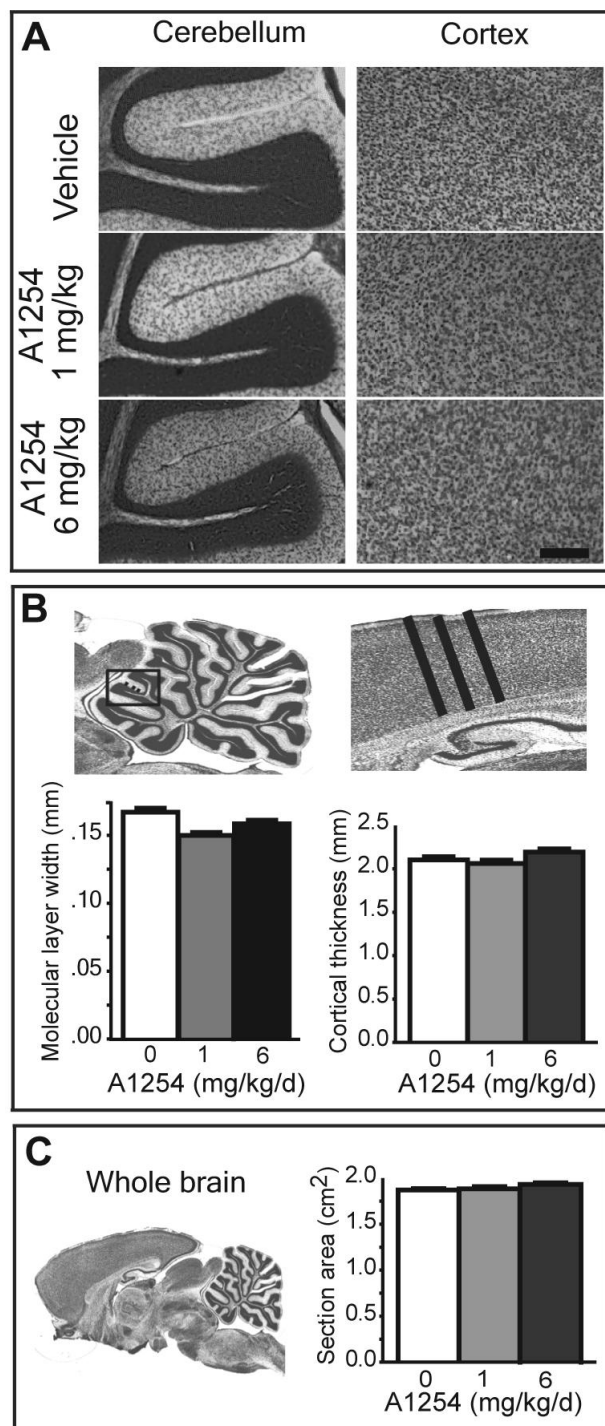 A
Cerebellum
Cortex
Vehicle
A1254
1 mg/kg
A1254
6 mg/kg
B
Molecular layer width (mm)
.15
.10
.05
.00
0 1 6
A1254 (mg/kg/d)
Cortical thickness (mm)
2.5
2.0
1.5
1.0
0.5
0.0
0 1 6
A1254 (mg/kg/d)
C
Whole brain
Section area (cm²)
2.0
1.5
1.0
0.5
0.0
0 1 6
A1254 (mg/kg/d)